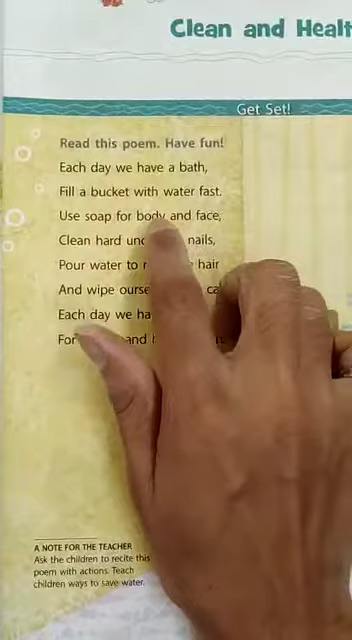 Clean and Healt
Get Set!
Read this poem. Have fun!
Each day we have a bath,
Fill a bucket with water fast.
Use soap for body and face,
Clean hard nails,
Pour water to hair
And wipe
Each day we
For and
A NOTE FOR THE TEACHER
Ask the children to recite this
poem with actions. Teach
children ways to save water.